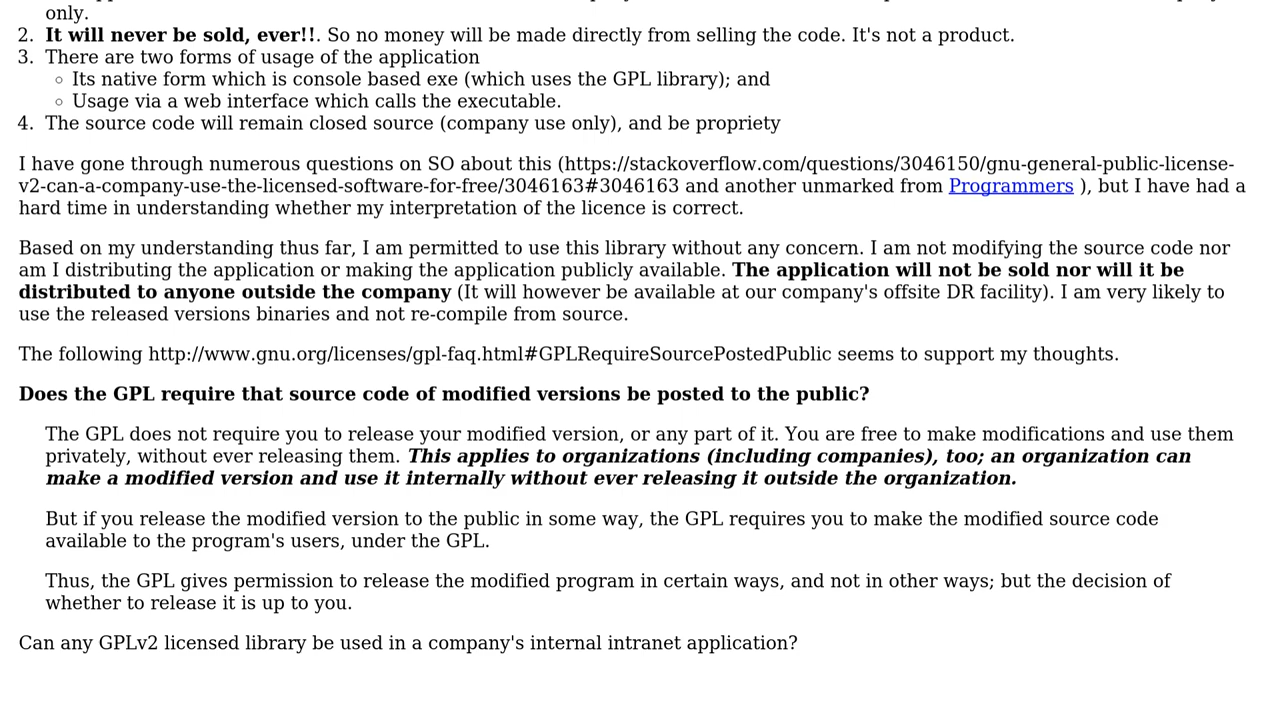 only.
2. It will never be sold, ever!!. So no money will be made directly from selling the code. It's not a product.
3. There are two forms of usage of the application
◦ Its native form which is console based exe (which uses the GPL library); and
◦ Usage via a web interface which calls the executable.
4. The source code will remain closed source (company use only), and be propriety
I have gone through numerous questions on SO about this (https://stackoverflow.com/questions/3046150/gnu-general-public-license-
v2-can-a-company-use-the-licensed-software-for-free/3046163#3046163 and another unmarked from Programmers ), but I have had a
hard time in understanding whether my interpretation of the licence is correct.
Based on my understanding thus far, I am permitted to use this library without any concern. I am not modifying the source code nor
am I distributing the application or making the application publicly available. The application will not be sold nor will it be
distributed to anyone outside the company (It will however be available at our company's offsite DR facility). I am very likely to
use the released versions binaries and not re-compile from source.
The following http://www.gnu.org/licenses/gpl-faq.html#GPLRequireSourcePostedPublic seems to support my thoughts.
Does the GPL require that source code of modified versions be posted to the public?
The GPL does not require you to release your modified version, or any part of it. You are free to make modifications and use them
privately, without ever releasing them. This applies to organizations (including companies), too; an organization can
make a modified version and use it internally without ever releasing it outside the organization.
But if you release the modified version to the public in some way, the GPL requires you to make the modified source code
available to the program's users, under the GPL.
Thus, the GPL gives permission to release the modified program in certain ways, and not in other ways; but the decision of
whether to release it is up to you.
Can any GPLv2 licensed library be used in a company's internal intranet application?